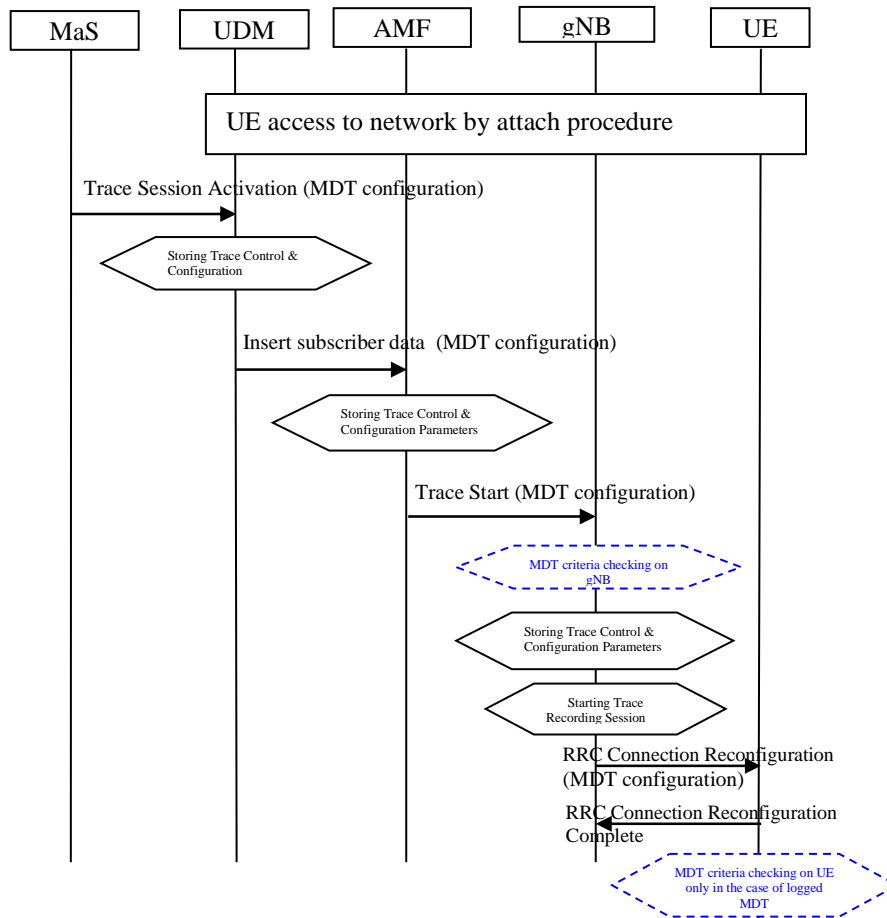 MaS
UDM
AMF
gNB
UE
UE access to network by attach procedure
Trace Session Activation (MDT configuration)
Storing Trace Control &
Configuration
Insert subscriber data  (MDT configuration)
Storing Trace Control &
Configuration Parameters
Trace Start (MDT configuration)
MDT criteria checking on
gNB
Storing Trace Control &
Configuration Parameters
Starting Trace
Recording Session
RRC Connection Reconfiguration
(MDT configuration)
RRC Connection Reconfiguration
Complete
MDT criteria checking on UE
only in the case of logged
MDT